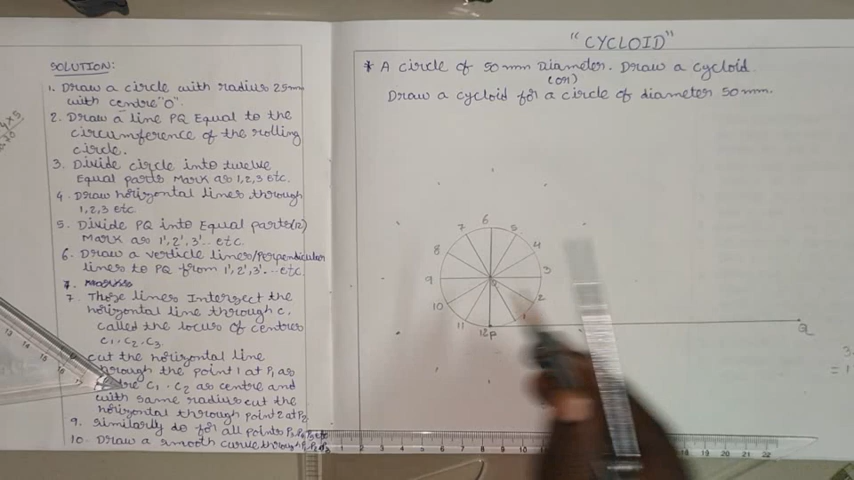 SOLUTION:
1. Draw a circle with radius 25mm
with centre "O".
2. Draw a line PQ Equal to the
circumference of the rolling
circle.
3. Divide circle into twelve
Equal parts Mark as 1,2,3 etc.
4. Draw horizontal lines through
1,2,3 etc
5. Divide PQ into Equal parts(12)
Mark as 1', 2', 3'... etc.
6. Draw a verticle lines/Perpendicular
lines to PQ from 1', 2', 3'... etc
7. Those lines Intersect the
horizontal line through c.
called the locus of centres
C1. C2. C3.
cut the horizontal line
through the point 1 at P1 as
C1. C2 as centre and
with same radius cut the
horizontal through point 2 at P2
9. similarly do for all points
10. Draw a smooth curve through
"CYCLOID"
* A circle of 50mm Diameter. Draw a cycloid
(or)
Draw a cycloid for a circle of diameter 50mm.
6
7 5
8 4
9 3
10 2
11 1
12 P Q